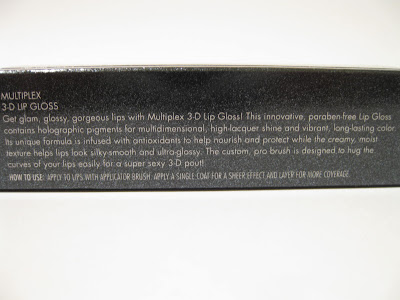 MULTIPLEX
3-D LIP GLOSS
Get glam, glossy, gorgeous lips with Multiplex 3-D Lip Gloss! This innovative, paraben-free Lip Gloss
contains holographic pigments for multidimensional, high-lacquer shine and vibrant, long-lasting color.
Its unique formula is infused with antioxidants to help nourish and protect while the creamy, moist
texture helps lips look silky-smooth and ultra-glossy. The custom, pro brush is designed to hug the
curves of your lips easily for a super sexy 3-D pout!
HOW TO USE: APPLY TO LIPS WITH APPLICATOR BRUSH. APPLY A SINGLE COAT FOR A SHEER EFFECT AND LAYER FOR MORE COVERAGE.